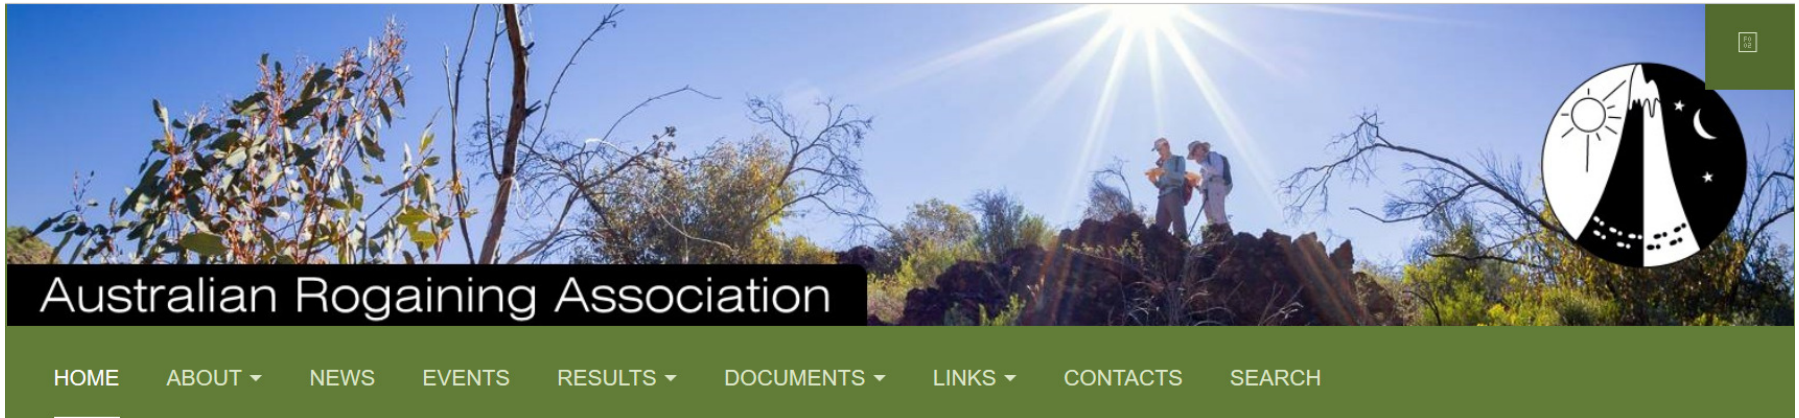 Australian Rogaining Association
HOME ABOUT NEWS EVENTS RESULTS DOCUMENTS LINKS CONTACTS SEARCH